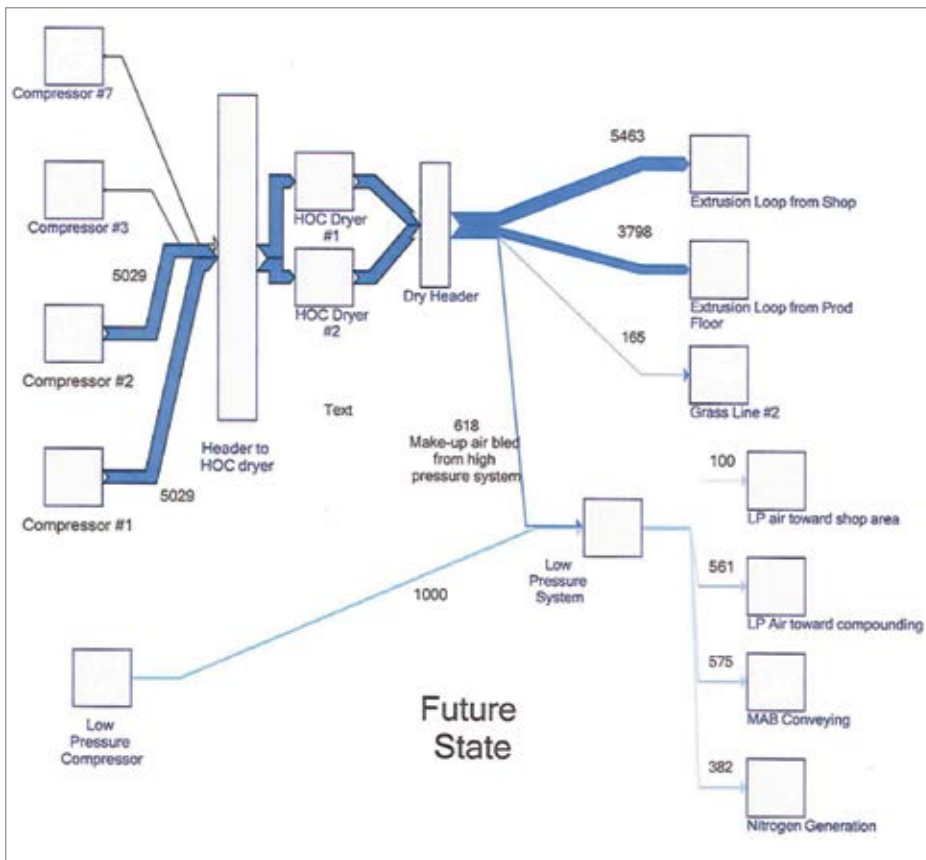 Compressor #7
Compressor #3
5029
Compressor #2
5029
Compressor #1
Header to
HOC dryer
HOC Dryer
#1
HOC Dryer
#2
Text
Dry Header
5463
Extrusion Loop from Shop
3798
Extrusion Loop from Prod
Floor
165
Grass Line #2
618
Make-up air bled
from high
pressure system
100
LP air toward shop area
Low
Pressure
System
561
LP Air toward compounding
1000
575
MAB Conveying
Low
Pressure
Compressor
Future
State
382
Nitrogen Generation